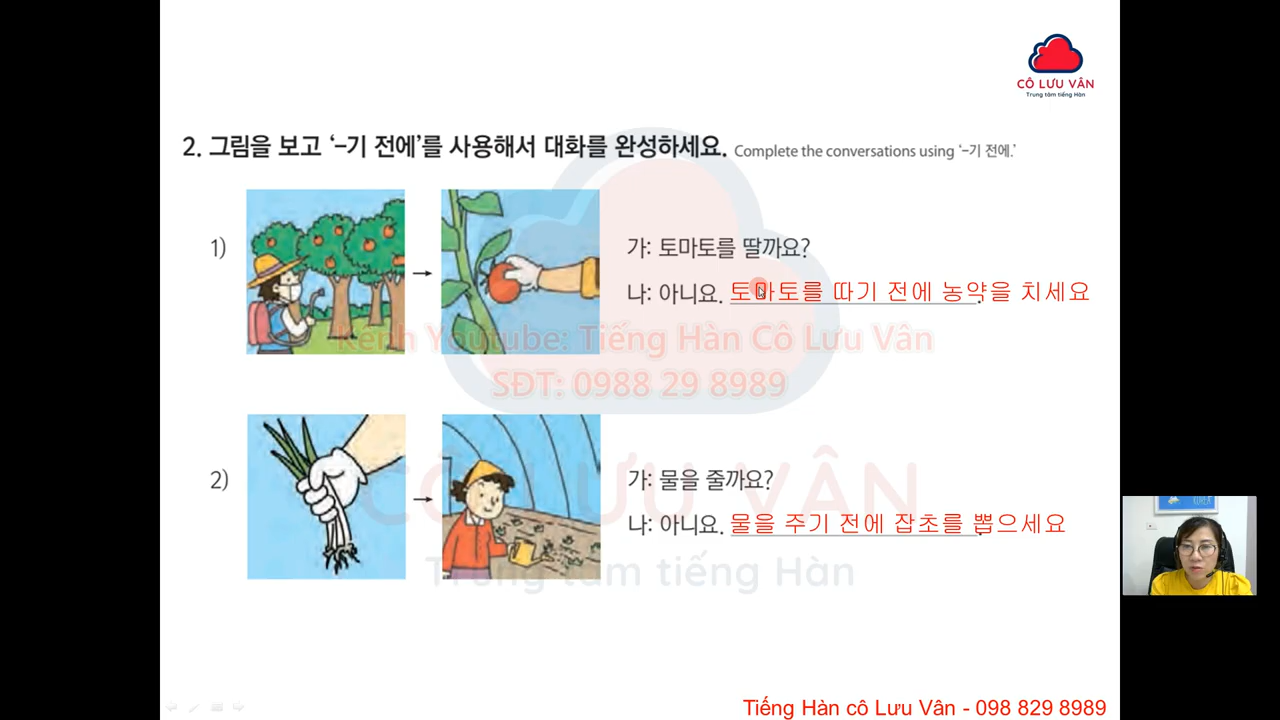 CÔ LƯU VÂN
Trung tâm tiếng Hàn
2. 그림을 보고 ‘–기 전에’를 사용해서 대화를 완성하세요. Complete the conversations using ‘–기 전에.’
1)
가: 토마토를 딸까요?
나: 아니요. 토마토를 따기 전에 농약을 치세요.
Kênh Youtube: Tiếng Hàn Cô Lưu Vân
SĐT: 0988 29 8989
2)
가: 물을 줄까요?
CÔ LƯU VÂN
나: 아니요. 물을 주기 전에 잡초를 뽑으세요.
Trung tâm tiếng Hàn
Tiếng Hàn cô Lưu Vân - 098 829 8989